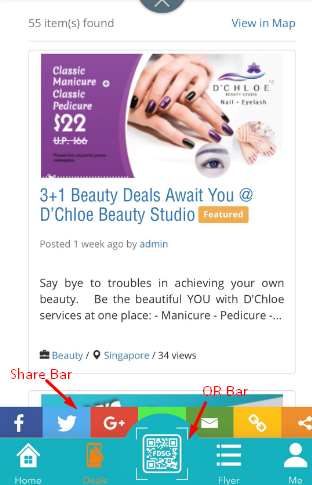 55 item(s) found
View in Map
Classic
Manicure
Classic
Pedicure
$22
U.P. $66
D'CHLOE
BEAUTY STUDIO
Nail • Eyelash
3+1 Beauty Deals Await You @
D'Chloe Beauty Studio Featured
Posted 1 week ago by admin
Say bye to troubles in achieving your own
beauty. Be the beautiful YOU with D'Chloe
services at one place: - Manicure - Pedicure -...
Beauty / Singapore / 34 views
Share Bar
QR Bar
f
G+
FDSG
Home
Deals
Flyer
Me